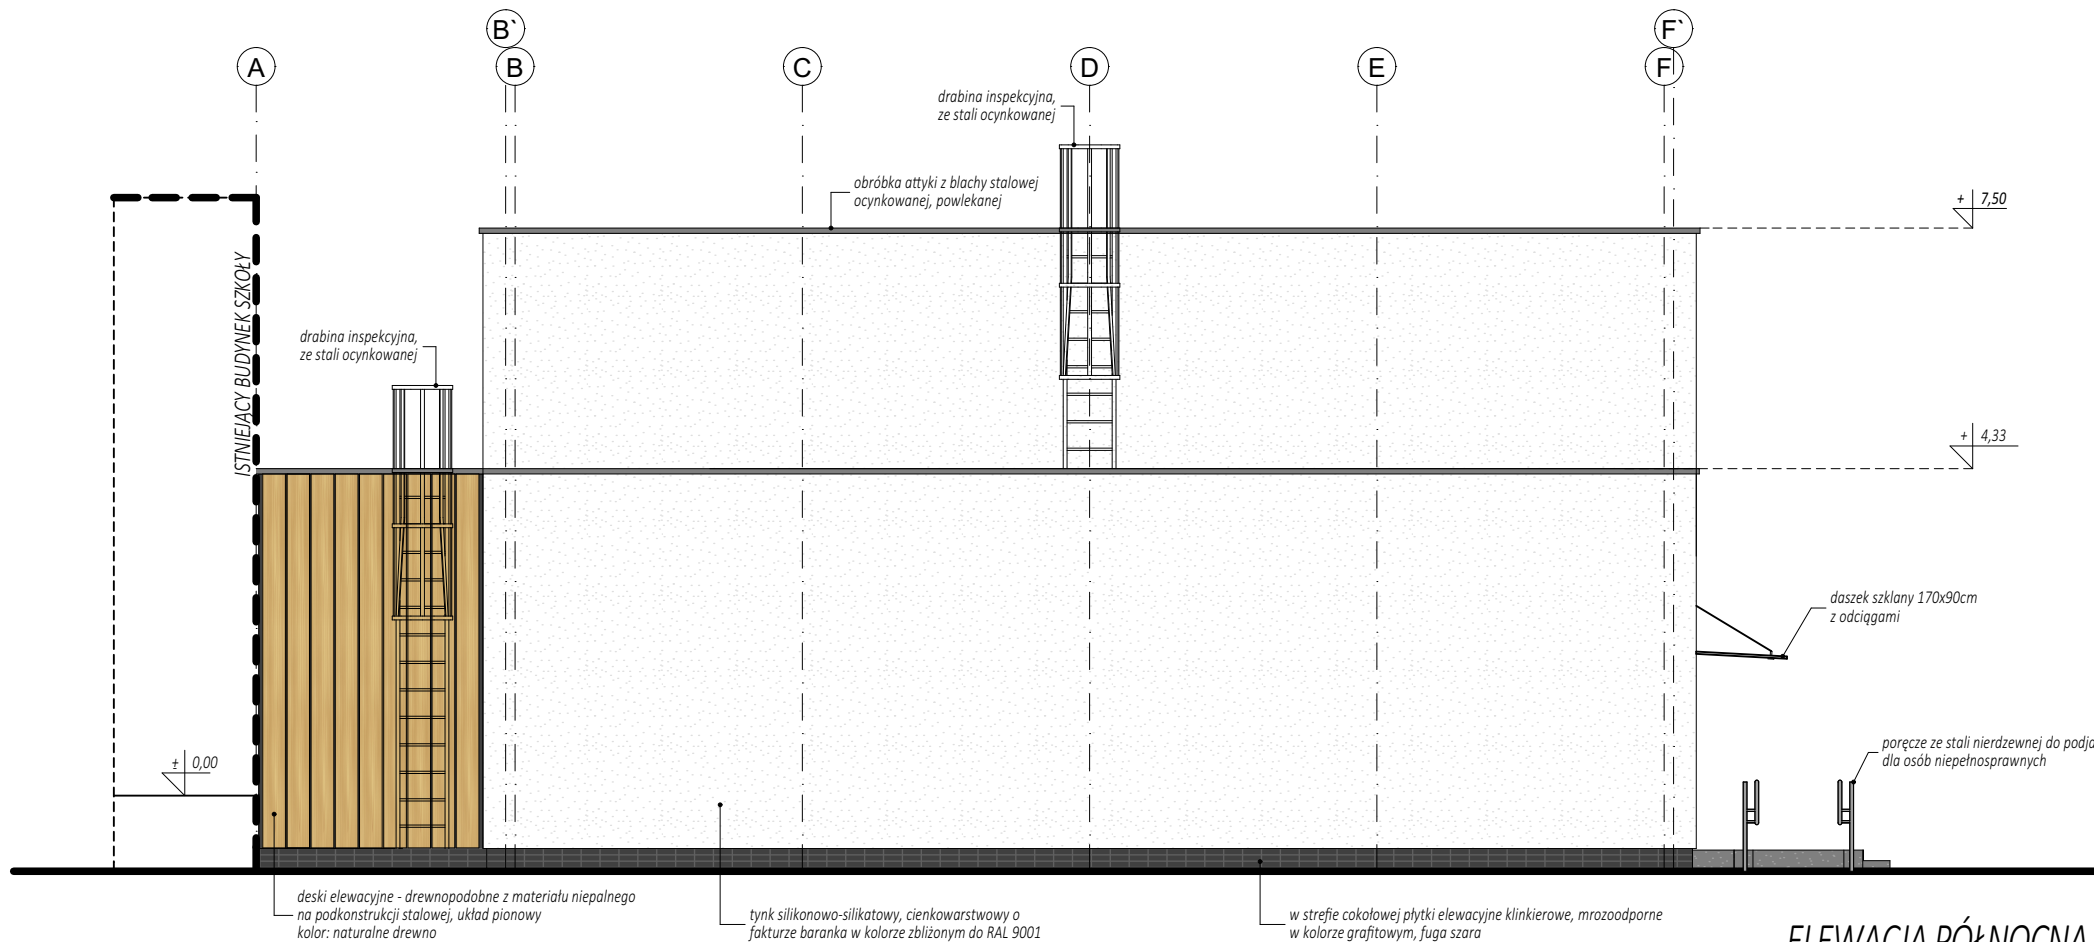 B`
F`
A
B
C
D
E
F
drabina inspekcyjna,
ze stali ocynkowanej
obróbka attyki z blachy stalowej
ocynkowanej, powlekanej
+ 7,50
ISTNIEJĄCY BUDYNEK SZKOŁY
drabina inspekcyjna,
ze stali ocynkowanej
+ 4,33
daszek szklany 170x90cm
z odciągami
± 0,00
poręcze ze stali nierdzewnej do podja
dla osób niepełnosprawnych
deski elewacyjne - drewnopodobne z materiału niepalnego
na podkonstrukcji stalowej, układ pionowy
kolor: naturalne drewno
tynk silikonowo-silikatowy, cienkowarstwowy o
fakturze baranka w kolorze zbliżonym do RAL 9001
w strefie cokołowej płytki elewacyjne klinkierowe, mrozoodporne
w kolorze grafitowym, fuga szara
ELEWACJA PÓŁNOCNA